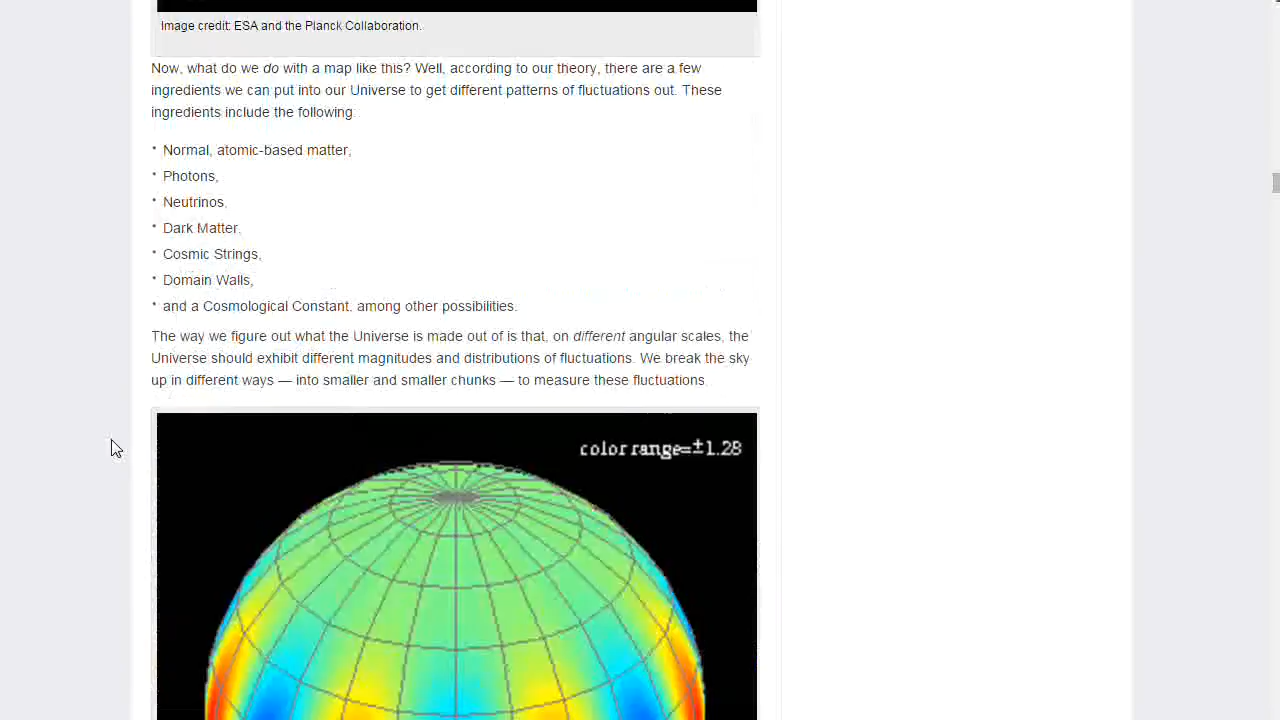 Image credit: ESA and the Planck Collaboration.
Now, what do we do with a map like this? Well, according to our theory, there are a few
ingredients we can put into our Universe to get different patterns of fluctuations out. These
ingredients include the following:
• Normal, atomic-based matter,
• Photons,
• Neutrinos,
• Dark Matter,
• Cosmic Strings,
• Domain Walls,
• and a Cosmological Constant, among other possibilities.
The way we figure out what the Universe is made out of is that, on different angular scales, the
Universe should exhibit different magnitudes and distributions of fluctuations. We break the sky
up in different ways — into smaller and smaller chunks — to measure these fluctuations.
color range=±1.28